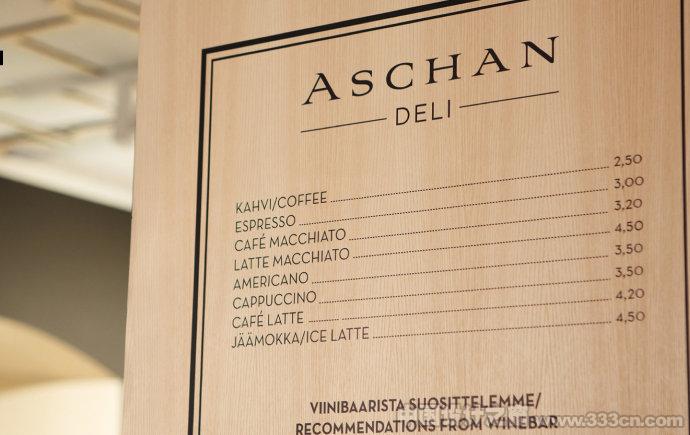 ASCHAN
DELI
KAHVI/COFFEE 2,50
ESPRESSO 3,00
CAFÉ MACCHIATO 3,20
LATTE MACCHIATO 4,50
AMERICANO 3,50
CAPPUCCINO 3,50
CAFÉ LATTE 4,20
JÄÄMOKKA/ICE LATTE 4,50
VIINIBAARISTA SUOSITTELEMME/
RECOMMENDATIONS FROM WINEBAR
www.333cn.com